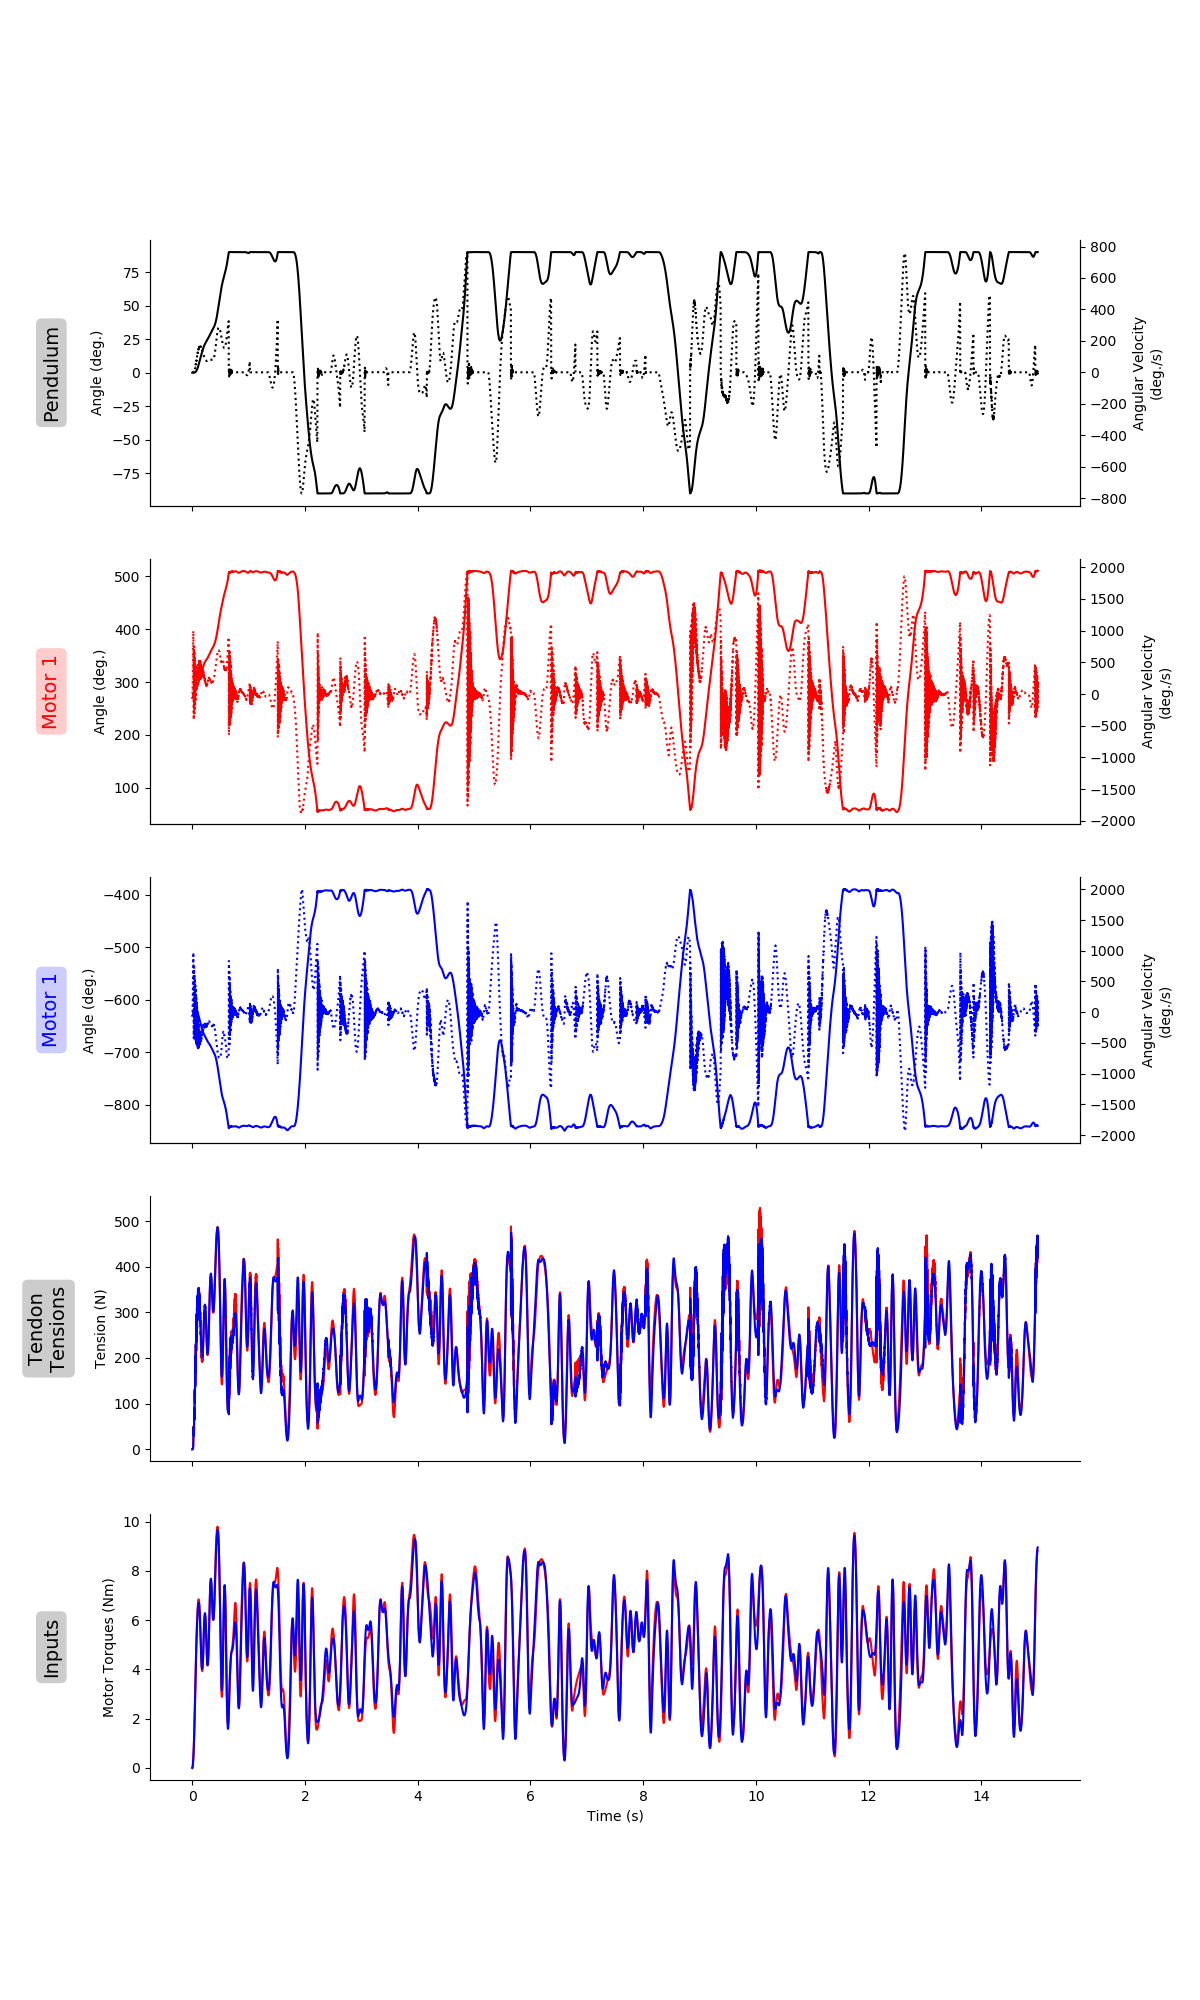 Pendulum
Angle (deg.)
75
50
25
0
−25
−50
−75
800
600
400
200
0
−200
−400
−600
−800
Angular Velocity
(deg./s)
Motor 1
Angle (deg.)
500
400
300
200
100
2000
1500
1000
500
0
−500
−1000
−1500
−2000
Angular Velocity
(deg./s)
Motor 1
Angle (deg.)
−400
−500
−600
−700
−800
2000
1500
1000
500
0
−500
−1000
−1500
−2000
Angular Velocity
(deg./s)
Tendon
Tensions
Tension (N)
500
400
300
200
100
0
Inputs
Motor Torques (Nm)
10
8
6
4
2
0
0 2 4 6 8 10 12 14
Time (s)